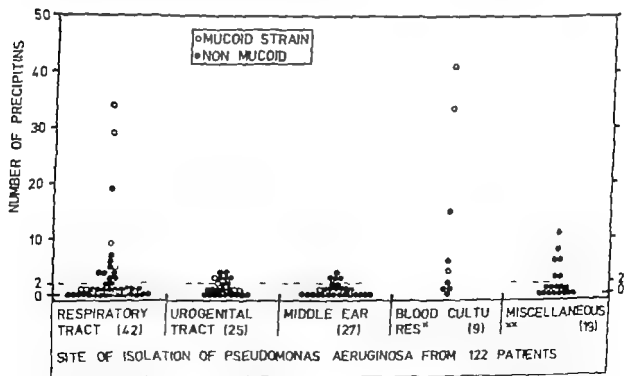 50
40
30
20
10
2
0
NUMBER OF PRECIPITINS
○ MUCOID STRAIN
● NON MUCOID
2
0
RESPIRATORY TRACT (42)
UROGENITAL TRACT (25)
MIDDLE EAR (27)
BLOOD CULTU RES* (9)
MISCELLANEOUS ** (19)
SITE OF ISOLATION OF PSEUDOMONAS AERUGINOSA FROM 122 PATIENTS